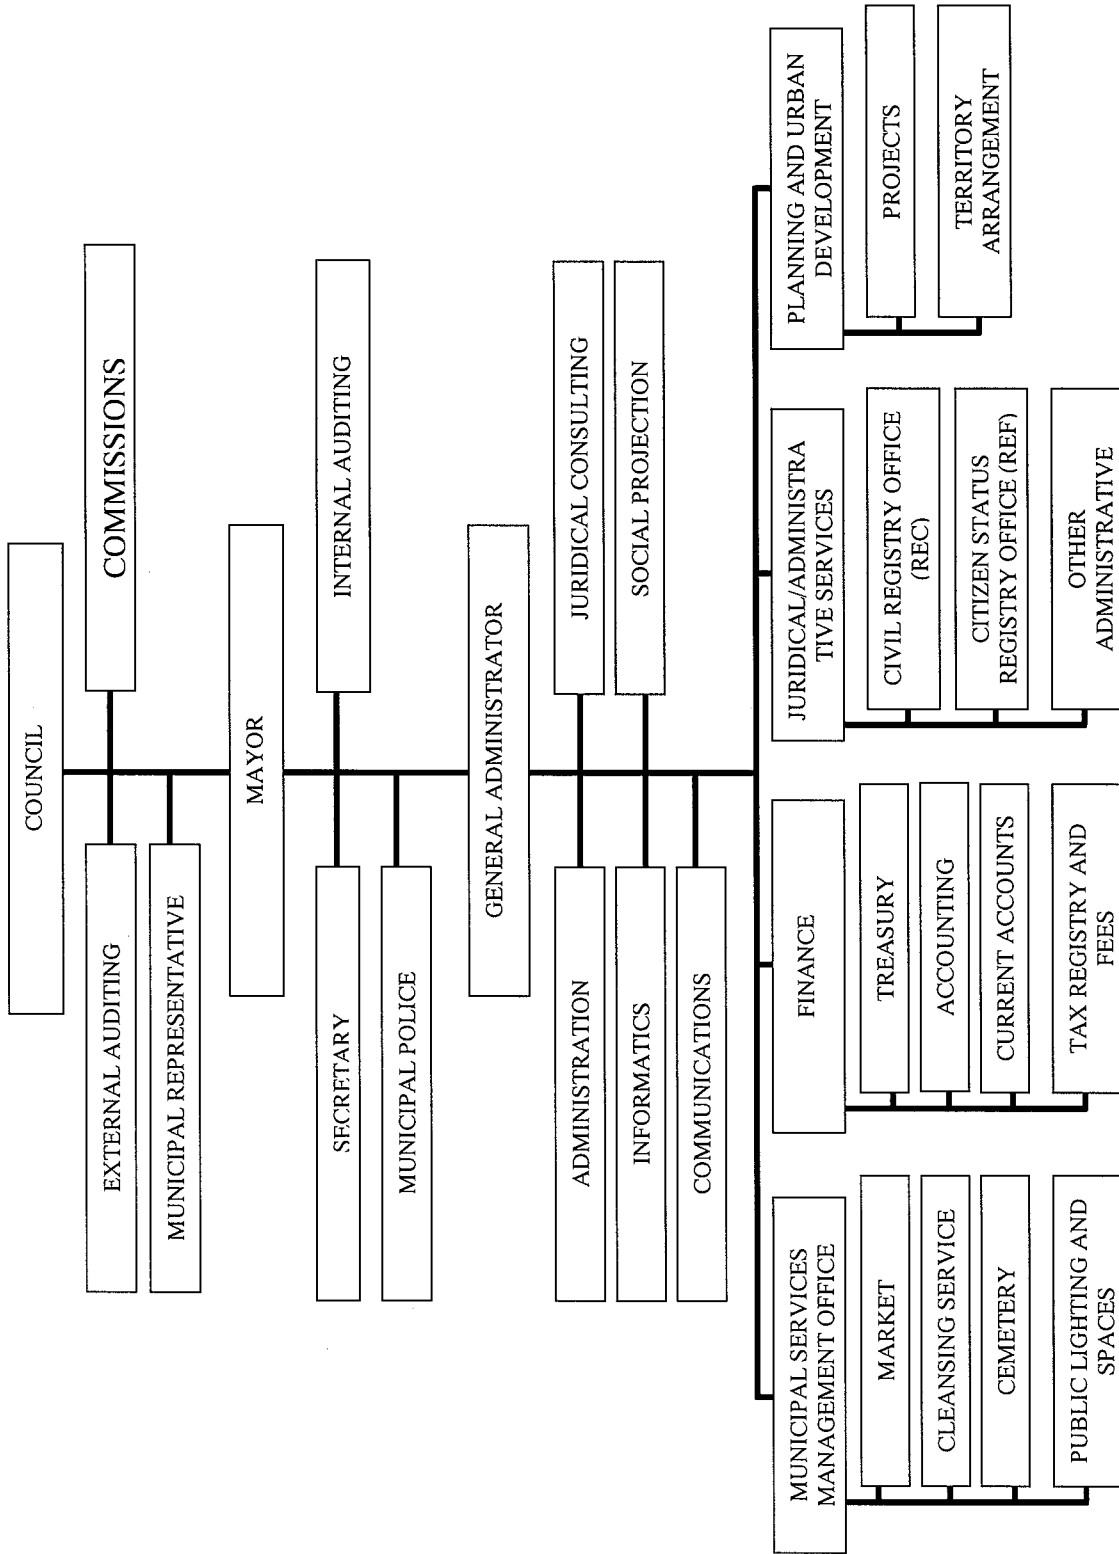 COUNCIL
EXTERNAL AUDITING
COMMISSIONS
MUNICIPAL REPRESENTATIVE
MAYOR
SECRETARY
INTERNAL AUDITING
MUNICIPAL POLICE
GENERAL ADMINISTRATOR
ADMINISTRATION
JURIDICAL CONSULTING
INFORMATICS
SOCIAL PROJECTION
COMMUNICATIONS
MUNICIPAL SERVICES
MANAGEMENT OFFICE
MARKET
CLEANSING SERVICE
CEMETERY
PUBLIC LIGHTING AND
SPACES
FINANCE
TREASURY
ACCOUNTING
CURRENT ACCOUNTS
TAX REGISTRY AND
FEES
JURIDICAL/ADMINISTRA
TIVE SERVICES
CIVIL REGISTRY OFFICE
(REC)
CITIZEN STATUS
REGISTRY OFFICE (REF)
OTHER
ADMINISTRATIVE
PLANNING AND URBAN
DEVELOPMENT
PROJECTS
TERRITORY
ARRANGEMENT